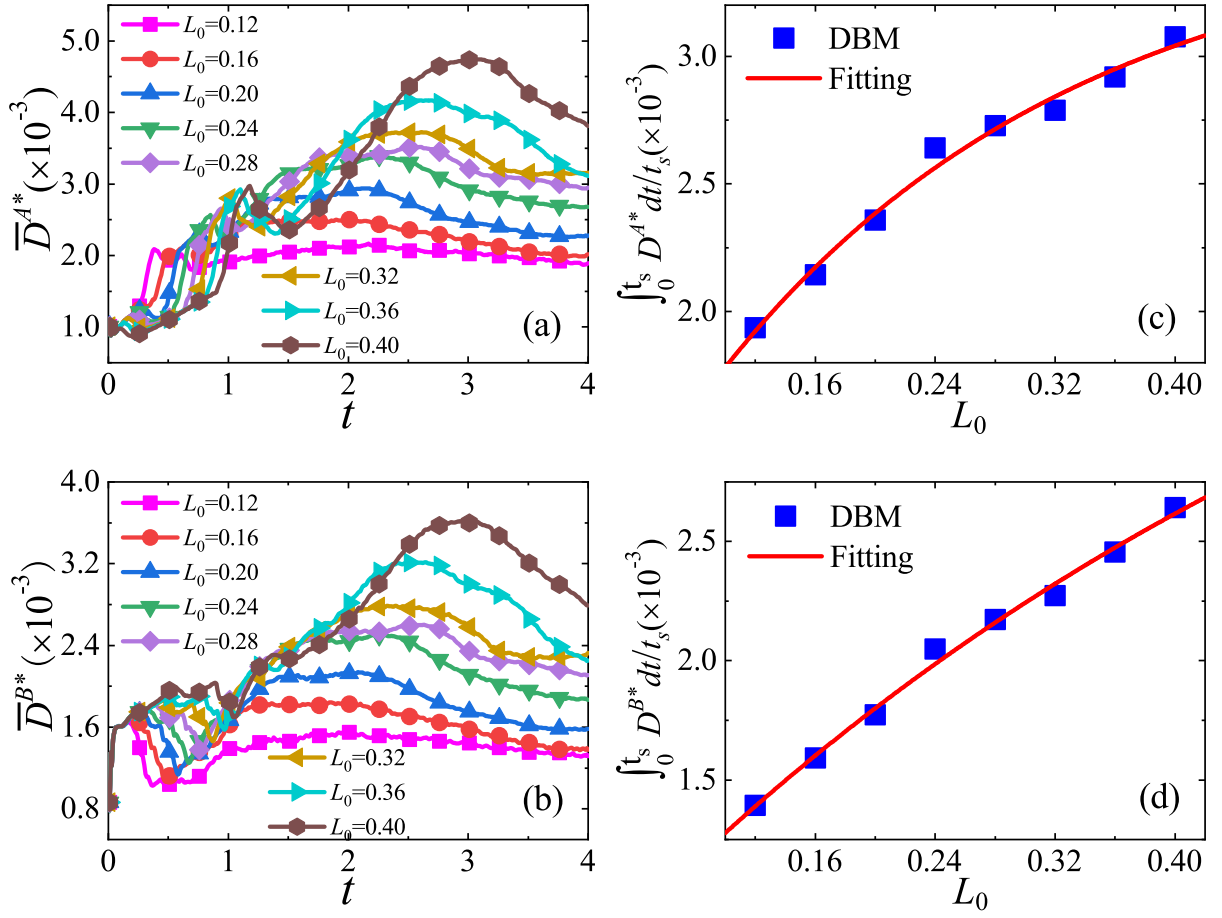 5.0
4.0
3.0
2.0
1.0
D̅^{A*} (×10⁻³)
L₀=0.12
L₀=0.16
L₀=0.20
L₀=0.24
L₀=0.28
L₀=0.32
L₀=0.36
L₀=0.40
(a)
0 1 2 3 4
t
3.0
2.5
2.0
∫₀^{t_s} D^{A*} dt/t_s(×10⁻³)
DBM
Fitting
(c)
0.16 0.24 0.32 0.40
L₀
4.0
3.2
2.4
1.6
0.8
D̅^{B*} (×10⁻³)
L₀=0.12
L₀=0.16
L₀=0.20
L₀=0.24
L₀=0.28
L₀=0.32
L₀=0.36
L₀=0.40
(b)
0 1 2 3 4
t
2.5
2.0
1.5
∫₀^{t_s} D^{B*} dt/t_s(×10⁻³)
DBM
Fitting
(d)
0.16 0.24 0.32 0.40
L₀